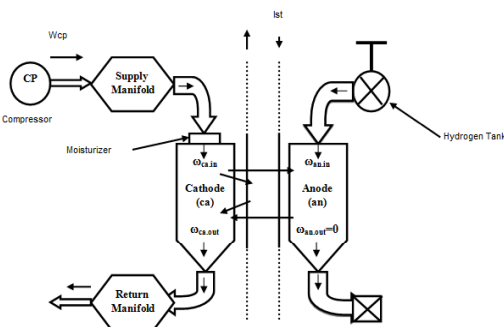 Ist
Wcp
CP
Supply
Manifold
Compressor
Hydrogen Tank
Moisturizer
ωca.in
ωan.in
Cathode
(ca)
Anode
(an)
ωca.out
ωan.out=0
Return
Manifold